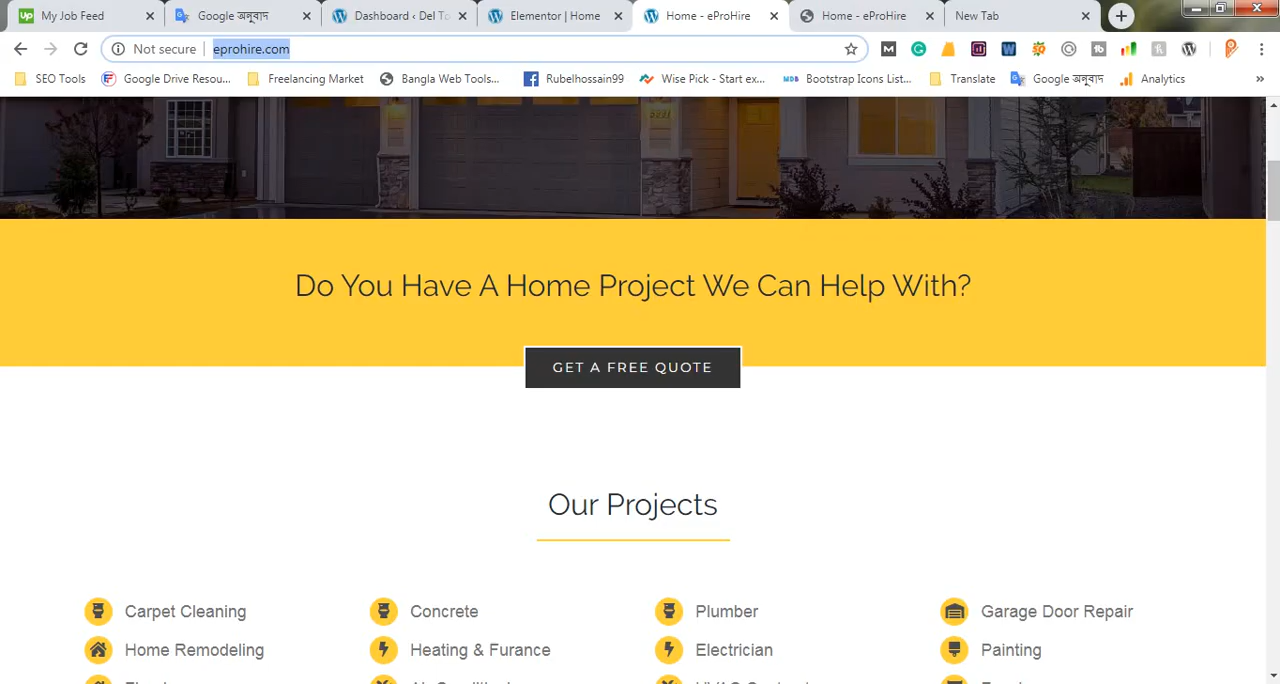 Up My Job Feed
Google অনুবাদ
Dashboard ‹ Del To
Elementor | Home
Home - eProHire
Home - eProHire
New Tab
Not secure eprohire.com
SEO Tools
Google Drive Resou...
Freelancing Market
Bangla Web Tools...
Rubelhossain99
Wise Pick - Start ex...
MDB Bootstrap Icons List...
Translate
Google অনুবাদ
Analytics
»
Do You Have A Home Project We Can Help With?
GET A FREE QUOTE
Our Projects
Carpet Cleaning
Concrete
Plumber
Garage Door Repair
Home Remodeling
Heating & Furance
Electrician
Painting